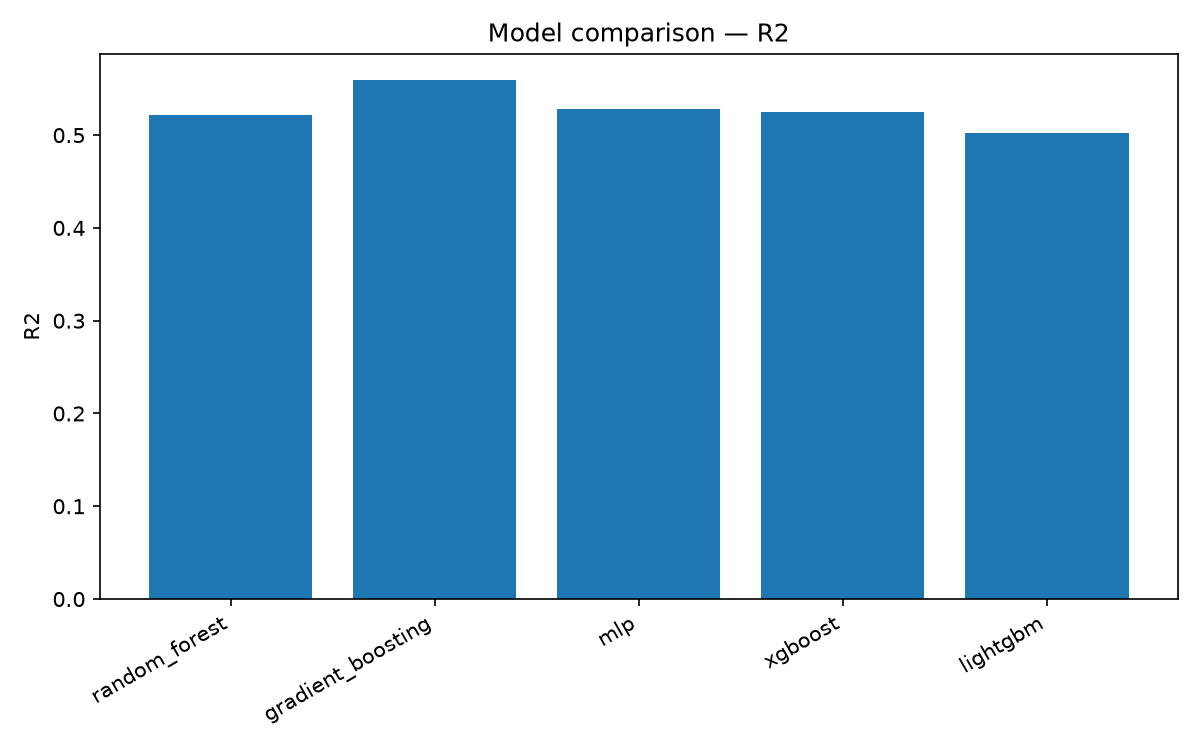 Model comparison — R2
R2
0.5
0.4
0.3
0.2
0.1
0.0
random_forest
gradient_boosting
mlp
xgboost
lightgbm